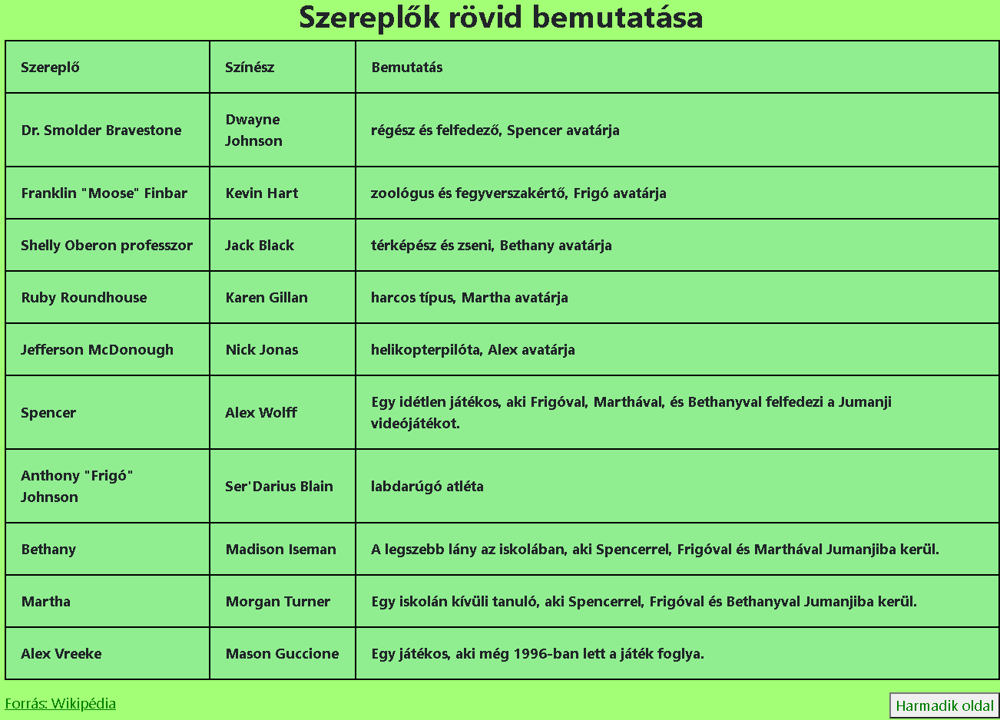 Szereplők rövid bemutatása
Szereplő Színész Bemutatás
Dr. Smolder Bravestone Dwayne Johnson régész és felfedező, Spencer avatárja
Franklin "Moose" Finbar Kevin Hart zoológus és fegyverszakértő, Frigó avatárja
Shelly Oberon professzor Jack Black térképész és zseni, Bethany avatárja
Ruby Roundhouse Karen Gillan harcos típus, Martha avatárja
Jefferson McDonough Nick Jonas helikopterpilóta, Alex avatárja
Spencer Alex Wolff Egy idétlen játékos, aki Frigóval, Marthával, és Bethanyval felfedezi a Jumanji
videójátékot.
Anthony "Frigó" Johnson Ser'Darius Blain labdarúgó atléta
Bethany Madison Iseman A legszebb lány az iskolában, aki Spencerrel, Frigóval és Marthával Jumanjiba kerül.
Martha Morgan Turner Egy iskolán kívüli tanuló, aki Spencerrel, Frigóval és Bethanyval Jumanjiba kerül.
Alex Vreeke Mason Guccione Egy játékos, aki még 1996-ban lett a játék foglya.
Forrás: Wikipédia
Harmadik oldal